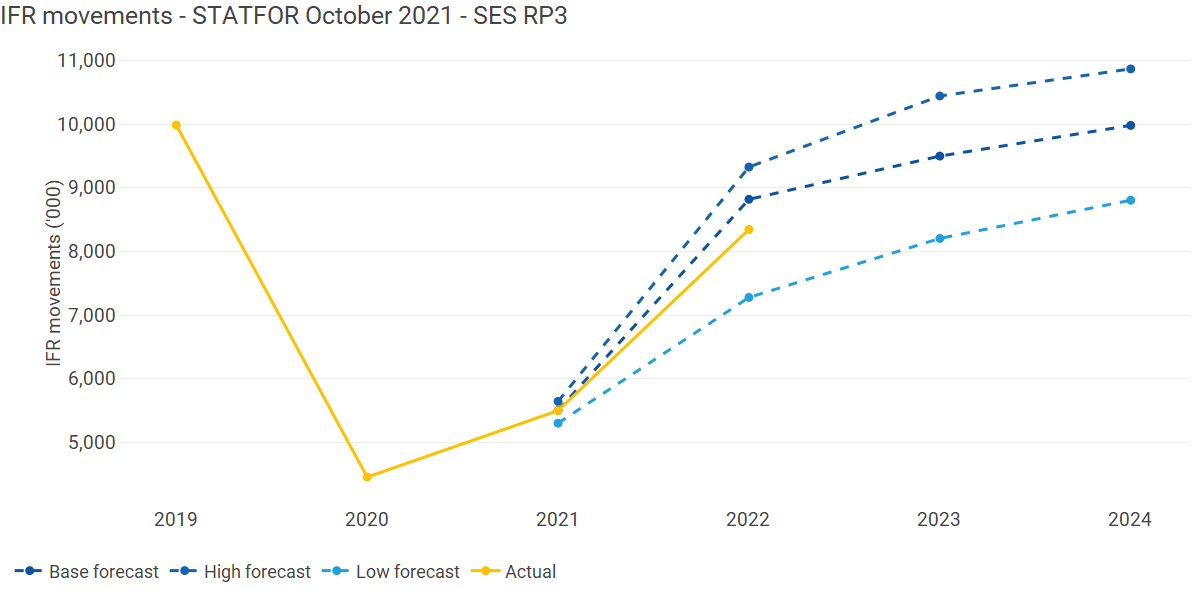 IFR movements - STATFOR October 2021 - SES RP3
11,000
10,000
9,000
8,000
7,000
6,000
5,000
IFR movements ('000)
2019 2020 2021 2022 2023 2024
Base forecast High forecast Low forecast Actual